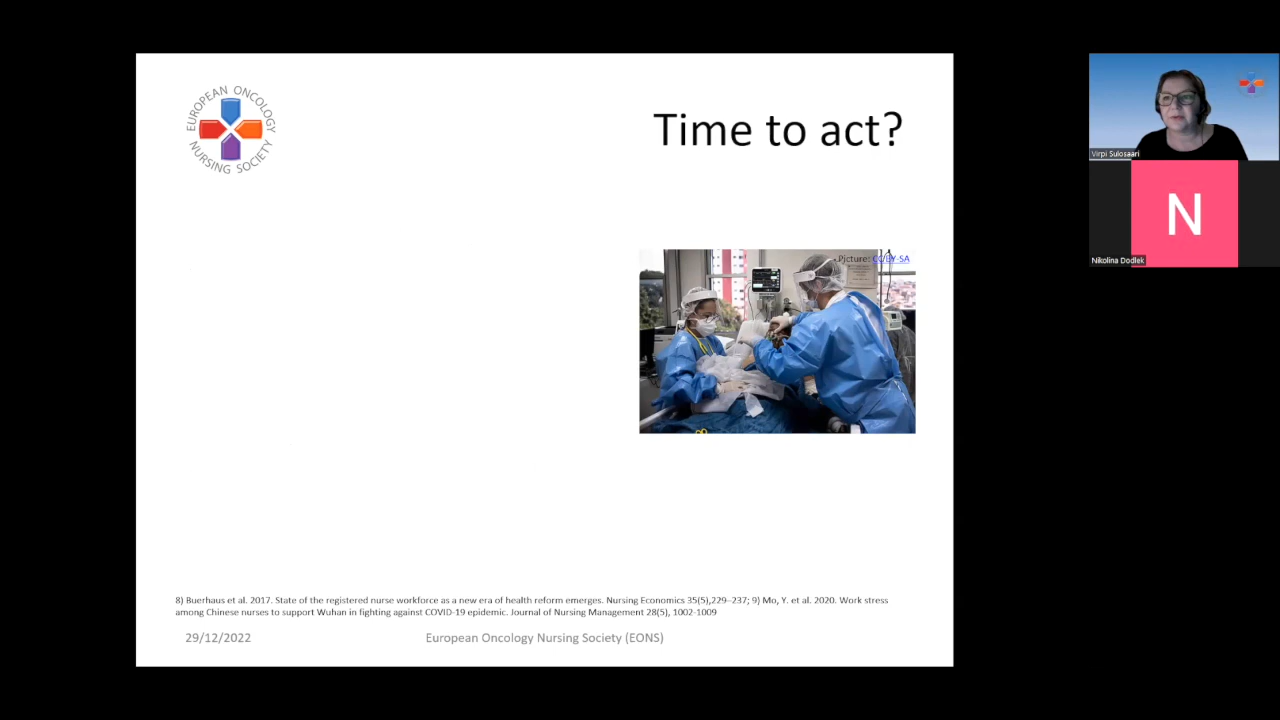 EUROPEAN ONCOLOGY
NURSING SOCIETY
Time to act?
Picture: CC BY-SA
8) Buerhaus et al. 2017. State of the registered nurse workforce as a new era of health reform emerges. Nursing Economics 35(5),229–237; 9) Mo, Y. et al. 2020. Work stress
among Chinese nurses to support Wuhan in fighting against COVID-19 epidemic. Journal of Nursing Management 28(5), 1002-1009
29/12/2022
European Oncology Nursing Society (EONS)
Virpi Sulosaari
N
Nikolina Dodlek